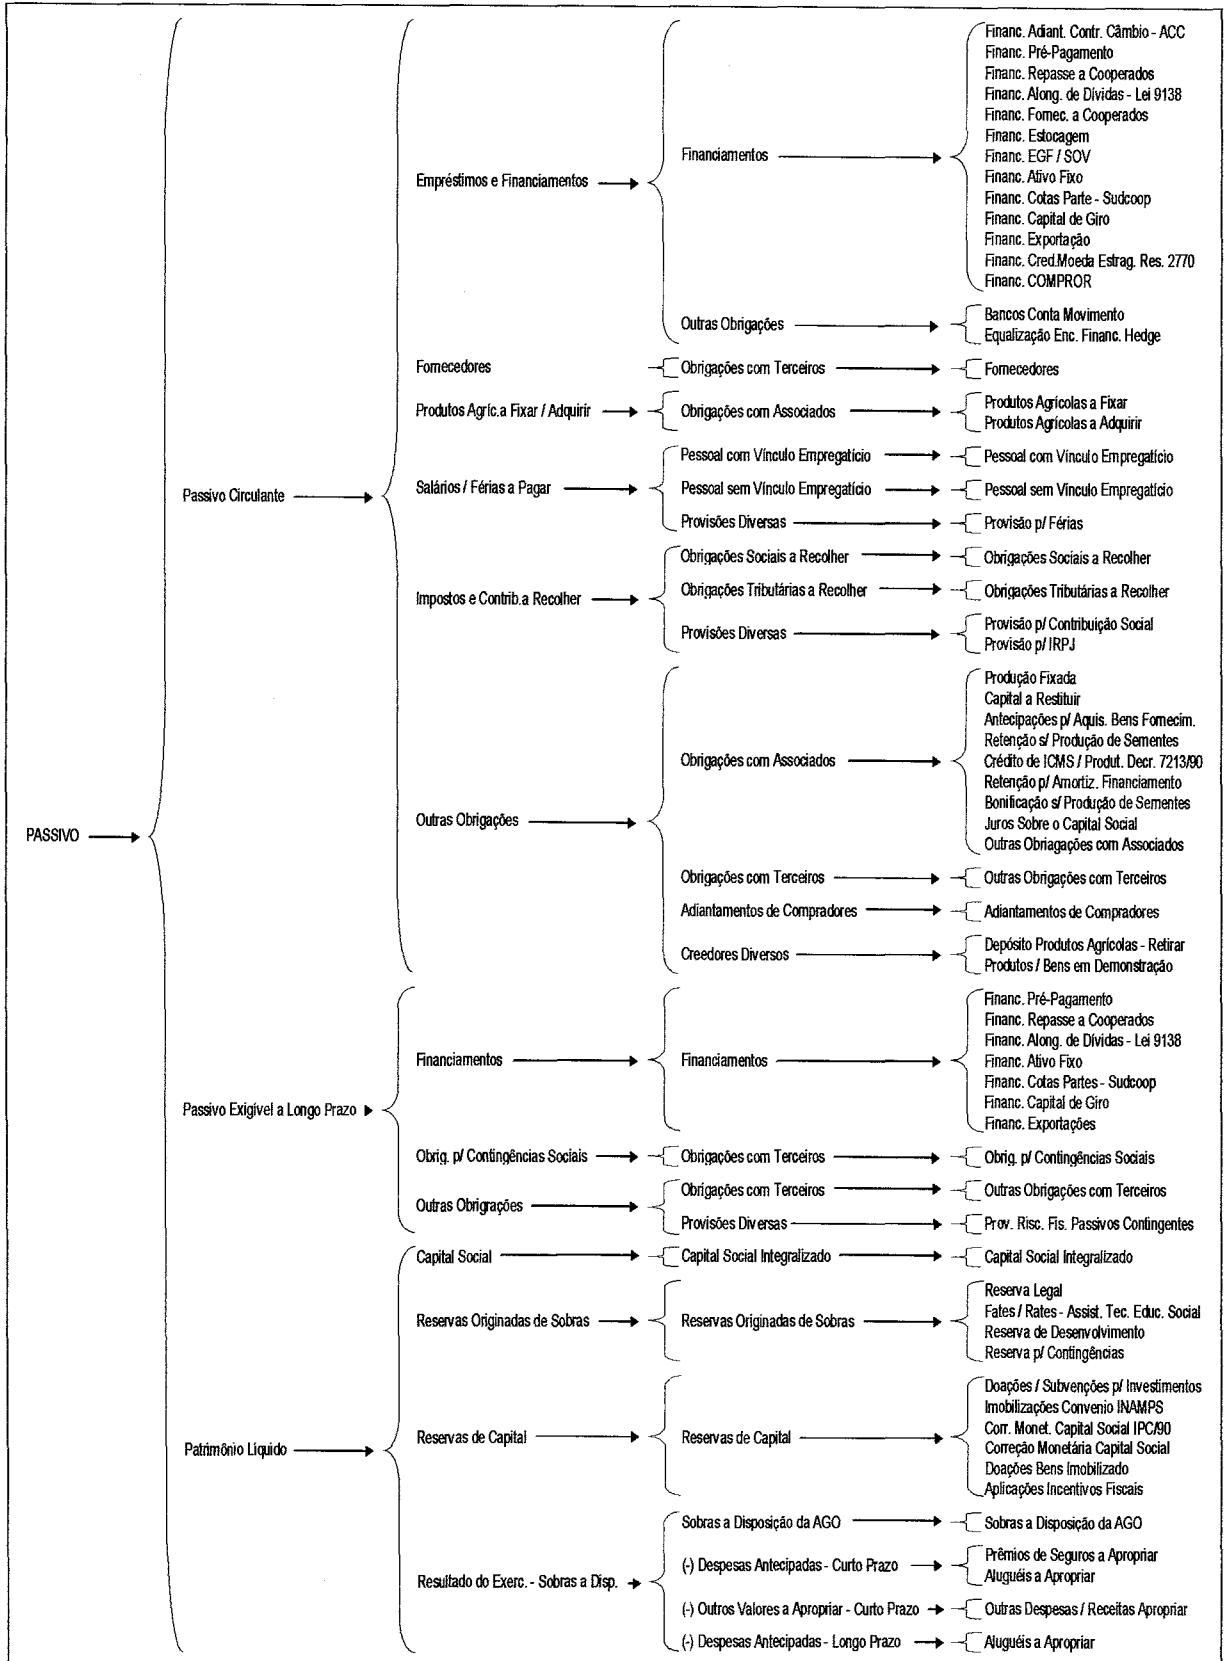 PASSIVO
Passivo Circulante
Empréstimos e Financiamentos
Financiamentos
Financ. Adiant. Contr. Câmbio - ACC
Financ. Pré-Pagamento
Financ. Repasse a Cooperados
Financ. Along. de Dívidas - Lei 9138
Financ. Fornec. a Cooperados
Financ. Estocagem
Financ. EGF / SOV
Financ. Ativo Fixo
Financ. Cotas Parte - Sudcoop
Financ. Capital de Giro
Financ. Exportação
Financ. Cred.Moeda Estrag. Res. 2770
Financ. COMPROR
Outras Obrigações
Bancos Conta Movimento
Equalização Enc. Financ. Hedge
Fornecedores
Obrigações com Terceiros
Fornecedores
Produtos Agríc.a Fixar / Adquirir
Obrigações com Associados
Produtos Agrícolas a Fixar
Produtos Agrícolas a Adquirir
Salários / Férias a Pagar
Pessoal com Vínculo Empregatício
Pessoal com Vinculo Empregatício
Pessoal sem Vínculo Empregatício
Pessoal sem Vinculo Empregatício
Provisões Diversas
Provisão p/ Férias
Impostos e Contrib.a Recolher
Obrigações Sociais a Recolher
Obrigações Sociais a Recolher
Obrigações Tributárias a Recolher
Obrigações Tributárias a Recolher
Provisões Diversas
Provisão p/ Contribuição Social
Provisão p/ IRPJ
Outras Obrigações
Obrigações com Associados
Produção Fixada
Capital a Restituir
Antecipações p/ Aquis. Bens Fornecim.
Retenção s/ Produção de Sementes
Crédito de ICMS / Produt. Decr. 7213/90
Retenção p/ Amortiz. Financiamento
Bonificação s/ Produção de Sementes
Juros Sobre o Capital Social
Outras Obriagações com Associados
Obrigações com Terceiros
Outras Obrigações com Terceiros
Adiantamentos de Compradores
Adiantamentos de Compradores
Creedores Diversos
Depósito Produtos Agrícolas - Retirar
Produtos / Bens em Demonstração
Passivo Exigível a Longo Prazo
Financiamentos
Financiamentos
Financ. Pré-Pagamento
Financ. Repasse a Cooperados
Financ. Along. de Dívidas - Lei 9138
Financ. Ativo Fixo
Financ. Cotas Partes - Sudcoop
Financ. Capital de Giro
Financ. Exportações
Obrig. p/ Contingências Sociais
Obrigações com Terceiros
Obrig. p/ Contingências Sociais
Outras Obrigrações
Obrigações com Terceiros
Outras Obrigações com Terceiros
Provisões Diversas
Prov. Risc. Fis. Passivos Contingentes
Patrimônio Líquido
Capital Social
Capital Social Integralizado
Capital Social Integralizado
Reservas Originadas de Sobras
Reservas Originadas de Sobras
Reserva Legal
Fates / Rates - Assist. Tec. Educ. Social
Reserva de Desenvolvimento
Reserva p/ Contingências
Reservas de Capital
Reservas de Capital
Doações / Subvenções p/ Investimentos
Imobilizações Convenio INAMPS
Corr. Monet. Capital Social IPC/90
Correção Monetária Capital Social
Doações Bens Imobilizado
Aplicações Incentivos Fiscais
Resultado do Exerc. - Sobras a Disp.
Sobras a Disposição da AGO
Sobras a Disposição da AGO
(-) Despesas Antecipadas - Curto Prazo
Prêmios de Seguros a Apropriar
Aluguéis a Apropriar
(-) Outros Valores a Apropriar - Curto Prazo
Outras Despesas / Receitas Apropriar
(-) Despesas Antecipadas - Longo Prazo
Aluguéis a Apropriar